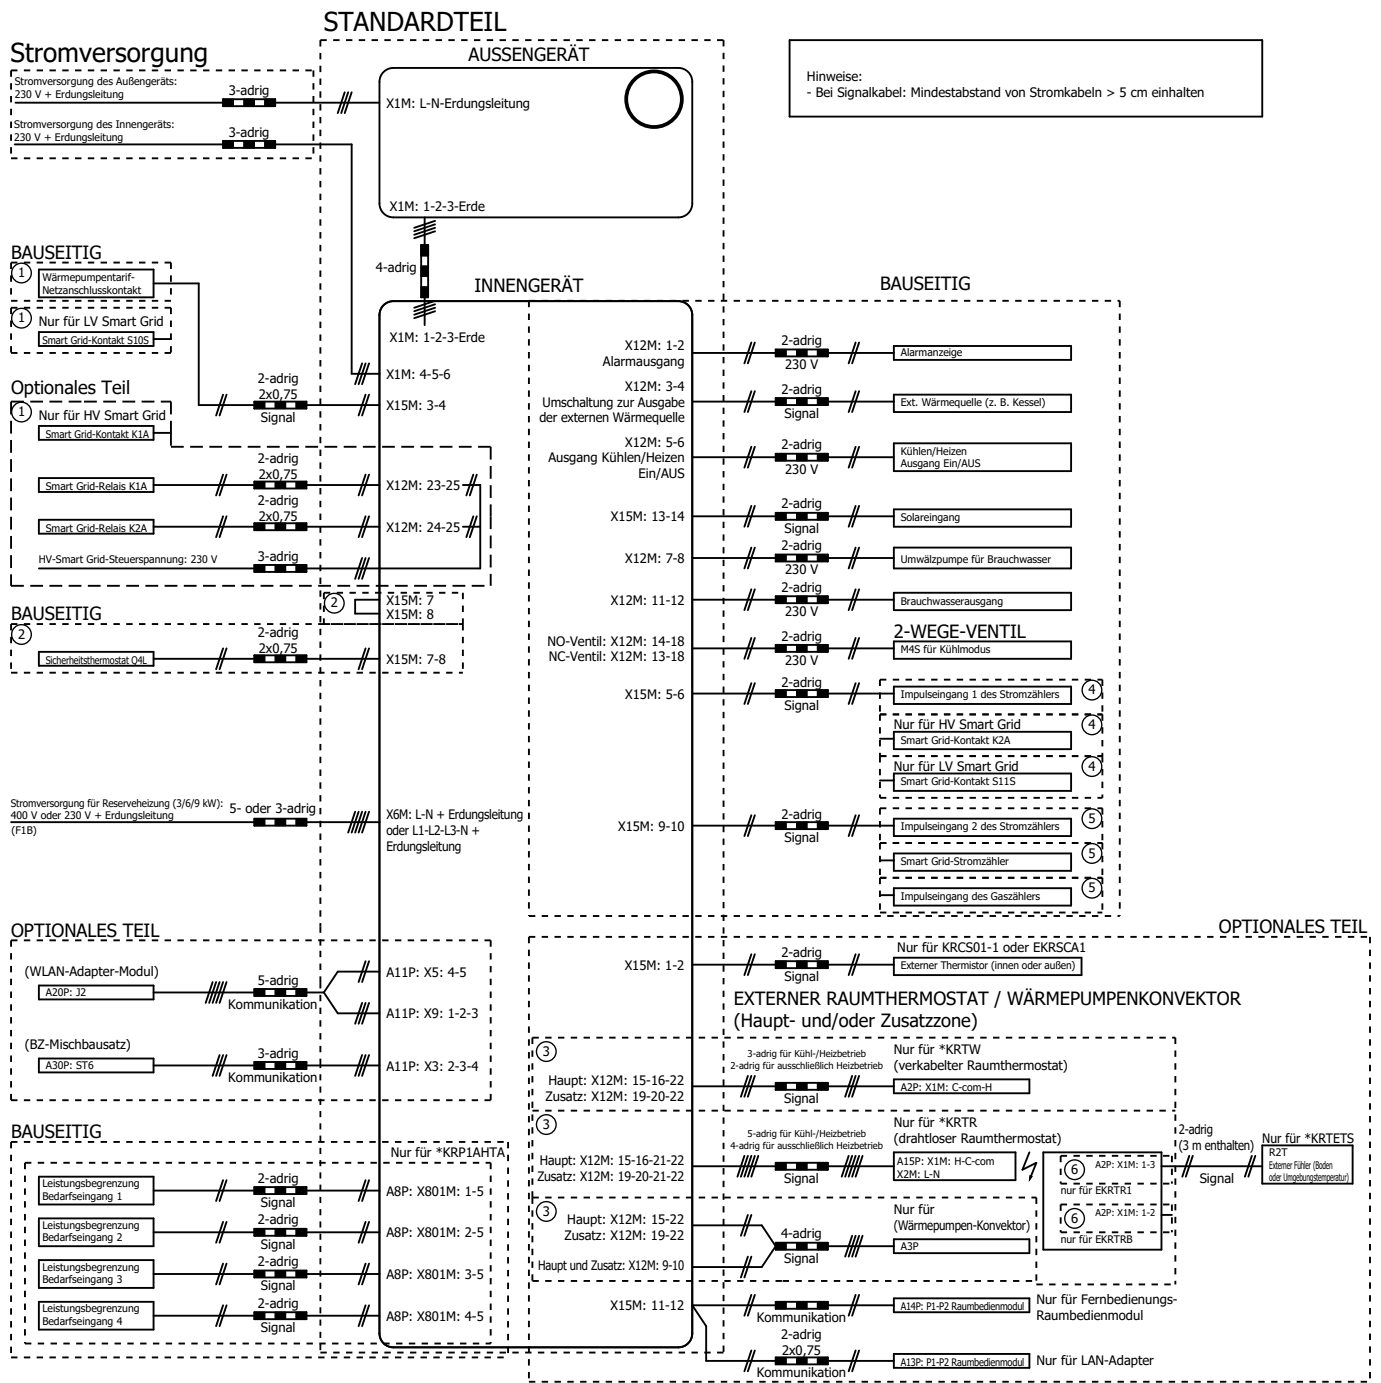 STANDARDTEIL
Stromversorgung
Stromversorgung des Außengeräts:
230 V + Erdungsleitung
3-adrig
Stromversorgung des Innengeräts:
230 V + Erdungsleitung
3-adrig
AUSSENGERÄT
X1M: L-N-Erdungsleitung
X1M: 1-2-3-Erde
Hinweise:
- Bei Signalkabel: Mindestabstand von Stromkabeln > 5 cm einhalten
4-adrig
BAUSEITIG
1
Wärmepumpentarif-
Netzanschlusskontakt
1
Nur für LV Smart Grid
Smart Grid-Kontakt S10S
Optionales Teil
1
Nur für HV Smart Grid
Smart Grid-Kontakt K1A
2-adrig
2x0,75
Signal
Smart Grid-Relais K1A
2-adrig
2x0,75
Smart Grid-Relais K2A
2-adrig
2x0,75
HV-Smart Grid-Steuerspannung: 230 V
3-adrig
BAUSEITIG
2
Sicherheitsthermostat Q4L
2-adrig
2x0,75
INNENGERÄT
X1M: 1-2-3-Erde
X1M: 4-5-6
X15M: 3-4
X12M: 23-25
X12M: 24-25
2
X15M: 7
X15M: 8
X15M: 7-8
Stromversorgung für Reserveheizung (3/6/9 kW):
400 V oder 230 V + Erdungsleitung
(F1B)
5- oder 3-adrig
X6M: L-N + Erdungsleitung
oder L1-L2-L3-N +
Erdungsleitung
OPTIONALES TEIL
(WLAN-Adapter-Modul)
A20P: J2
5-adrig
Kommunikation
A11P: X5: 4-5
A11P: X9: 1-2-3
(BZ-Mischbausatz)
A30P: ST6
3-adrig
Kommunikation
A11P: X3: 2-3-4
BAUSEITIG
Nur für *KRP1AHTA
Leistungsbegrenzung
Bedarfseingang 1
2-adrig
Signal
A8P: X801M: 1-5
Leistungsbegrenzung
Bedarfseingang 2
2-adrig
Signal
A8P: X801M: 2-5
Leistungsbegrenzung
Bedarfseingang 3
2-adrig
Signal
A8P: X801M: 3-5
Leistungsbegrenzung
Bedarfseingang 4
2-adrig
Signal
A8P: X801M: 4-5
BAUSEITIG
X12M: 1-2
Alarmausgang
2-adrig
230 V
Alarmanzeige
X12M: 3-4
Umschaltung zur Ausgabe
der externen Wärmequelle
2-adrig
Signal
Ext. Wärmequelle (z. B. Kessel)
X12M: 5-6
Ausgang Kühlen/Heizen
Ein/AUS
2-adrig
230 V
Kühlen/Heizen
Ausgang Ein/AUS
X15M: 13-14
2-adrig
Signal
Solareingang
X12M: 7-8
2-adrig
230 V
Umwälzpumpe für Brauchwasser
X12M: 11-12
2-adrig
230 V
Brauchwasserausgang
2-WEGE-VENTIL
NO-Ventil: X12M: 14-18
NC-Ventil: X12M: 13-18
2-adrig
230 V
M4S für Kühlmodus
X15M: 5-6
2-adrig
Signal
Impulseingang 1 des Stromzählers
4
Nur für HV Smart Grid
4
Smart Grid-Kontakt K2A
Nur für LV Smart Grid
4
Smart Grid-Kontakt S11S
X15M: 9-10
2-adrig
Signal
Impulseingang 2 des Stromzählers
5
Smart Grid-Stromzähler
5
Impulseingang des Gaszählers
5
OPTIONALES TEIL
X15M: 1-2
2-adrig
Signal
Nur für KRCS01-1 oder EKRSCA1
Externer Thermistor (innen oder außen)
EXTERNER RAUMTHERMOSTAT / WÄRMEPUMPENKONVEKTOR
(Haupt- und/oder Zusatzzone)
3
Haupt: X12M: 15-16-22
Zusatz: X12M: 19-20-22
3-adrig für Kühl-/Heizbetrieb
2-adrig für ausschließlich Heizbetrieb
Signal
Nur für *KRTW
(verkabelter Raumthermostat)
A2P: X1M: C-com-H
3
Haupt: X12M: 15-16-21-22
Zusatz: X12M: 19-20-21-22
5-adrig für Kühl-/Heizbetrieb
4-adrig für ausschließlich Heizbetrieb
Signal
Nur für *KRTR
(drahtloser Raumthermostat)
A15P: X1M: H-C-com
X2M: L-N
6
A2P: X1M: 1-3
nur für EKRTR1
6
A2P: X1M: 1-2
nur für EKRTRB
2-adrig
(3 m enthalten)
Signal
Nur für *KRTETS
R2T
Externer Fühler (Boden
oder Umgebungstemperatur)
3
Haupt: X12M: 15-22
Zusatz: X12M: 19-22
Haupt und Zusatz: X12M: 9-10
4-adrig
Signal
Nur für
(Wärmepumpen-Konvektor)
A3P
X15M: 11-12
Kommunikation
A14P: P1-P2 Raumbedienmodul
Nur für Fernbedienungs-
Raumbedienmodul
2-adrig
2x0,75
Kommunikation
A13P: P1-P2 Raumbedienmodul
Nur für LAN-Adapter